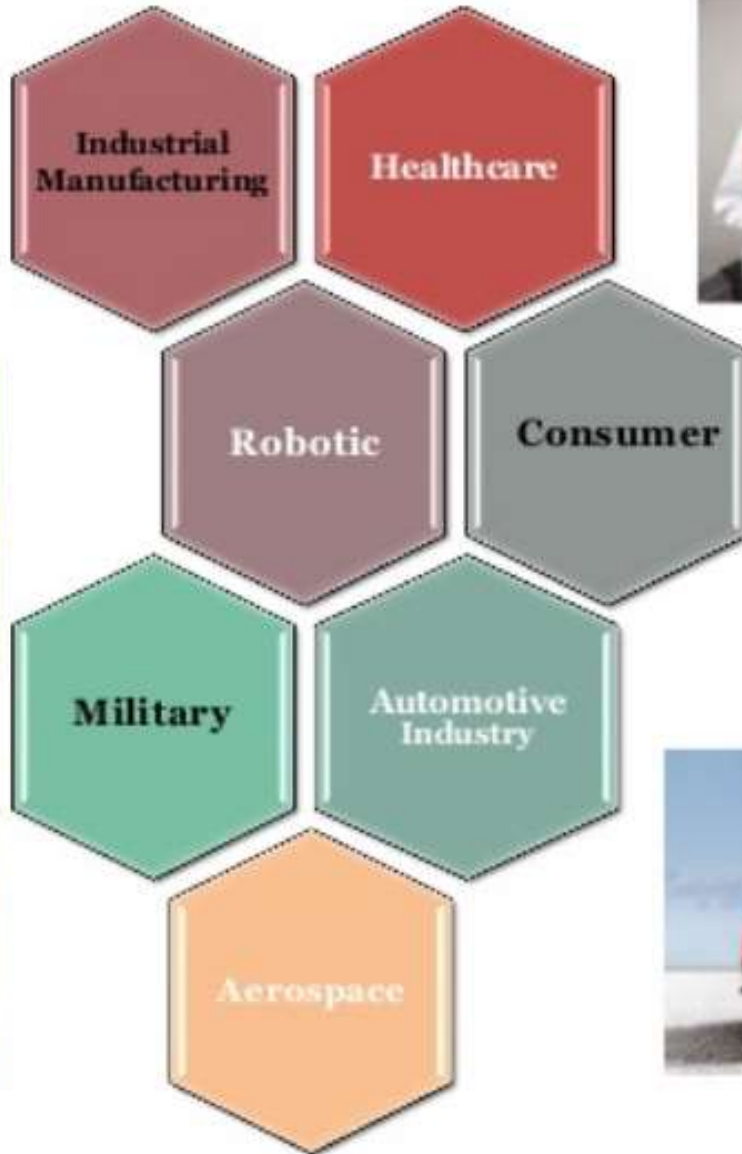 Industrial
Manufacturing
Healthcare
Robotic
Consumer
Military
Automotive
Industry
Aerospace